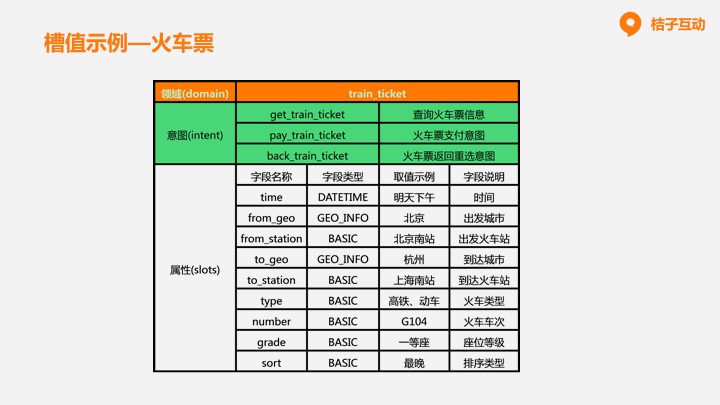 桔子互动
槽值示例—火车票
领域(domain) train_ticket
意图(intent)
get_train_ticket 查询火车票信息
pay_train_ticket 火车票支付意图
back_train_ticket 火车票返回重选意图
属性(slots)
字段名称 字段类型 取值示例 字段说明
time DATETIME 明天下午 时间
from_geo GEO_INFO 北京 出发城市
from_station BASIC 北京南站 出发火车站
to_geo GEO_INFO 杭州 到达城市
to_station BASIC 上海南站 到达火车站
type BASIC 高铁、动车 火车类型
number BASIC G104 火车车次
grade BASIC 一等座 座位等级
sort BASIC 最晚 排序类型